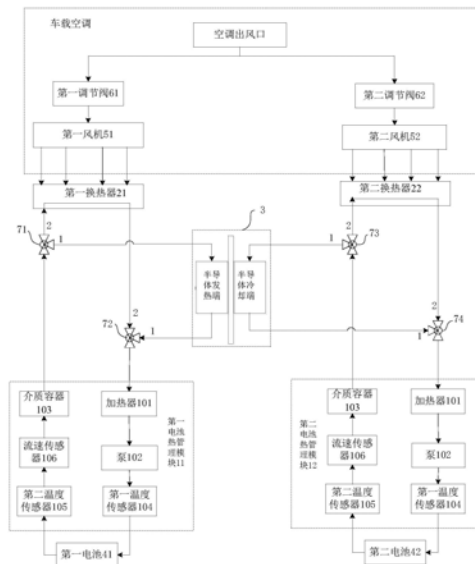 车载空调
空调出风口
第一调节阀61
第二调节阀62
第一风机51
第二风机52
第一换热器21
第二换热器22
71
2
1
3
2
1
73
半导
体发
热端
半导
体冷
却端
72
2
1
2
1
74
介质容器
103
加热器101
第一
电池
热管
理模
块11
流速传感
器106
泵102
第二温度
传感器105
第一温度
传感器104
第一电池41
介质容器
103
加热器101
第二
电池
热管
理模
块12
流速传感
器106
泵102
第二温度
传感器105
第一温度
传感器104
第二电池42